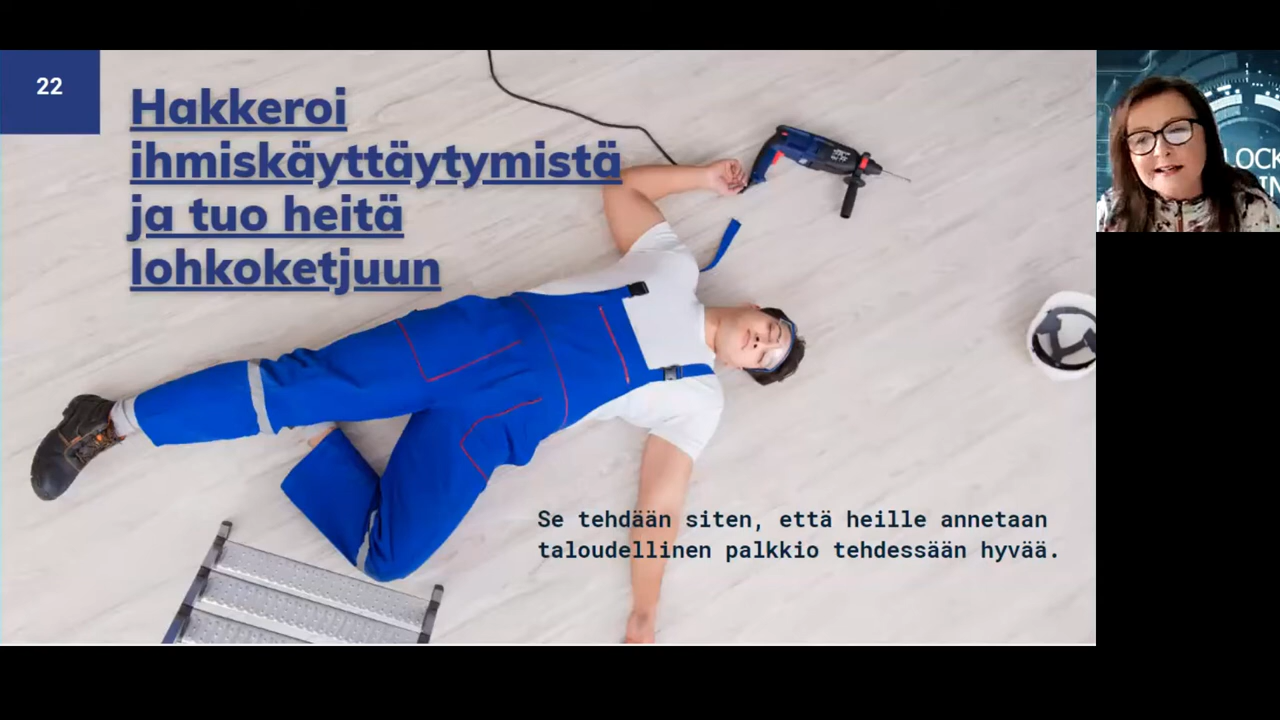 22
Hakkeroi
ihmiskäyttäytymistä
ja tuo heitä
lohkoketjuun
Se tehdään siten, että heille annetaan
taloudellinen palkkio tehdessään hyvää.